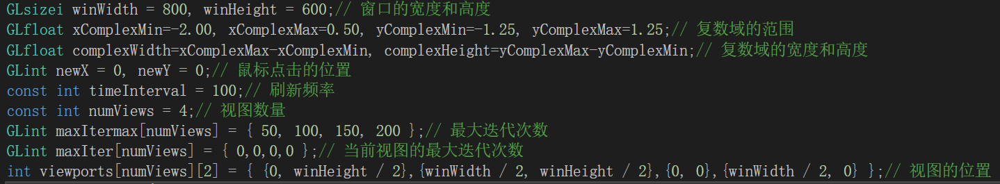 GLsizei winWidth = 800, winHeight = 600;// 窗口的宽度和高度
GLfloat xComplexMin=-2.00, xComplexMax=0.50, yComplexMin=-1.25, yComplexMax=1.25;// 复数域的范围
GLfloat complexWidth=xComplexMax-xComplexMin, complexHeight=yComplexMax-yComplexMin;// 复数域的宽度和高度
GLint newX = 0, newY = 0;// 鼠标点击的位置
const int timeInterval = 100;// 刷新频率
const int numViews = 4;// 视图数量
GLint maxItermax[numViews] = { 50, 100, 150, 200 };// 最大迭代次数
GLint maxIter[numViews] = { 0,0,0,0 };// 当前视图的最大迭代次数
int viewports[numViews][2] = { {0, winHeight / 2},{winWidth / 2, winHeight / 2},{0, 0},{winWidth / 2, 0} };// 视图的位置